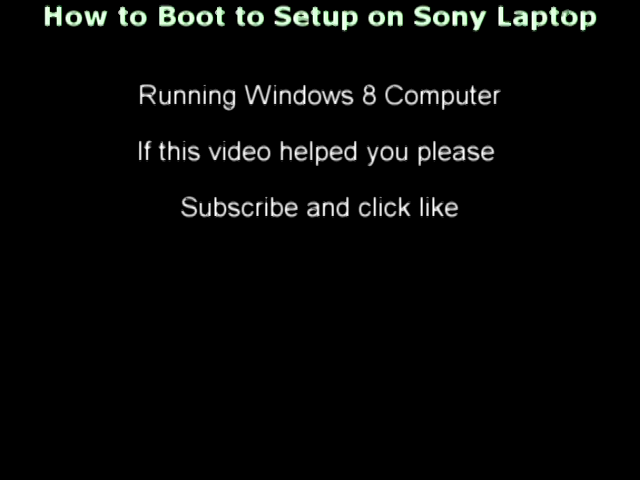 How to Boot to Setup on Sony Laptop
Running Windows 8 Computer
If this video helped you please
Subscribe and click like